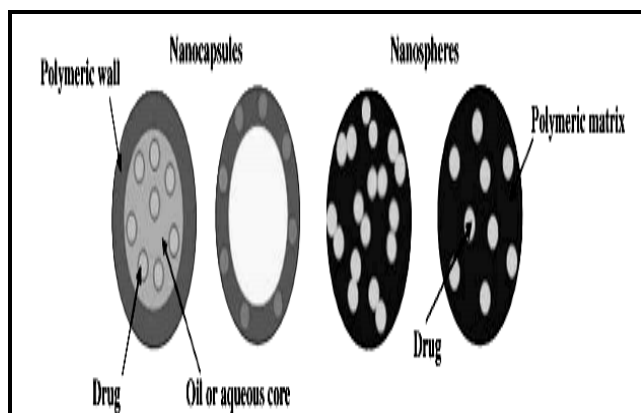 Nanocapsules
Nanospheres
Polymeric wall
Polymeric matrix
Drug
Oil or aqueous core
Drug